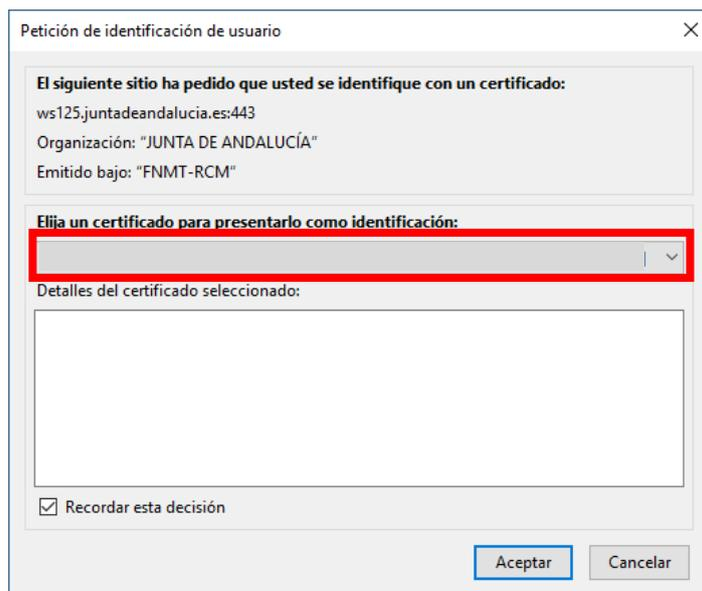 Petición de identificación de usuario
El siguiente sitio ha pedido que usted se identifique con un certificado:
ws125.juntadeandalucia.es:443
Organización: “JUNTA DE ANDALUCÍA”
Emitido bajo: “FNMT-RCM”
Elija un certificado para presentarlo como identificación:
Detalles del certificado seleccionado:
Recordar esta decisión
Aceptar Cancelar